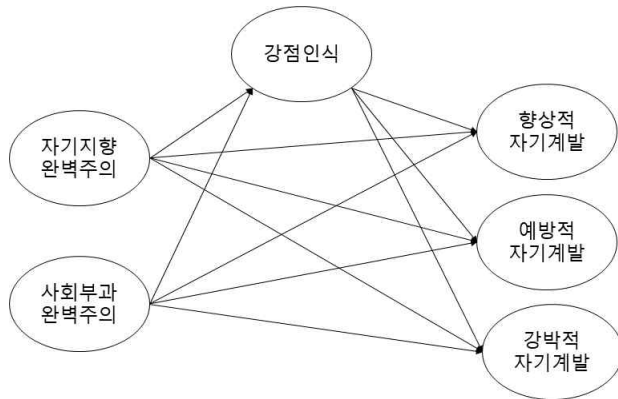 강점인식
자기지향
완벽주의
사회부과
완벽주의
향상적
자기계발
예방적
자기계발
강박적
자기계발